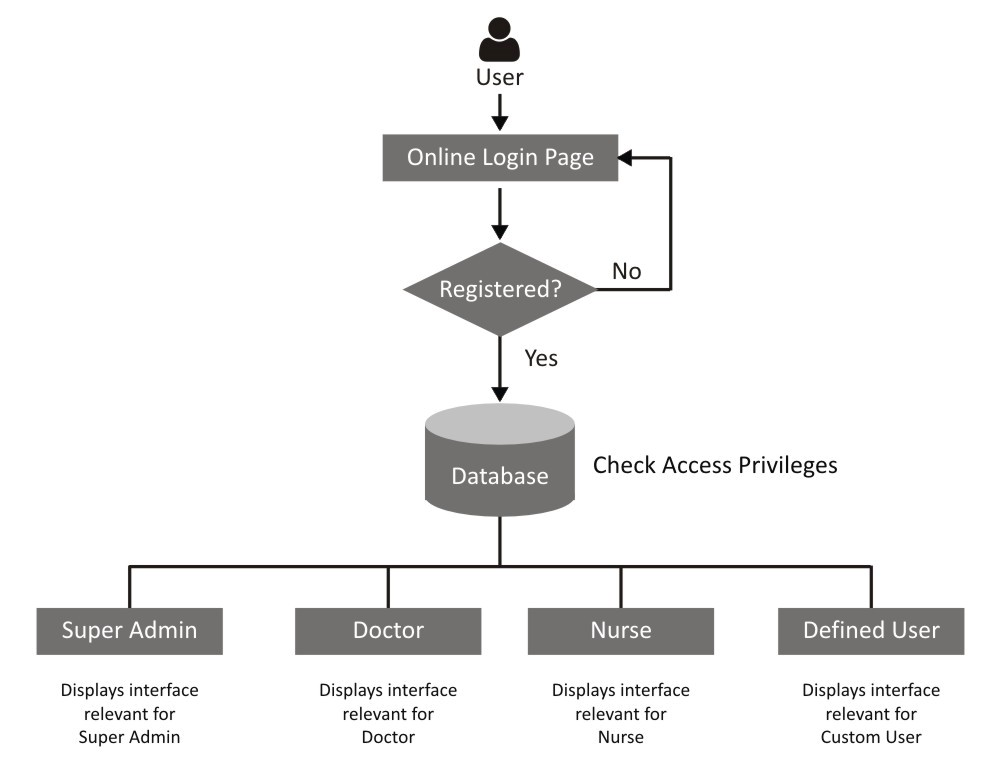 User
Online Login Page
Registered?
No
Yes
Database
Check Access Privileges
Super Admin
Doctor
Nurse
Defined User
Displays interface
relevant for
Super Admin
Displays interface
relevant for
Doctor
Displays interface
relevant for
Nurse
Displays interface
relevant for
Custom User